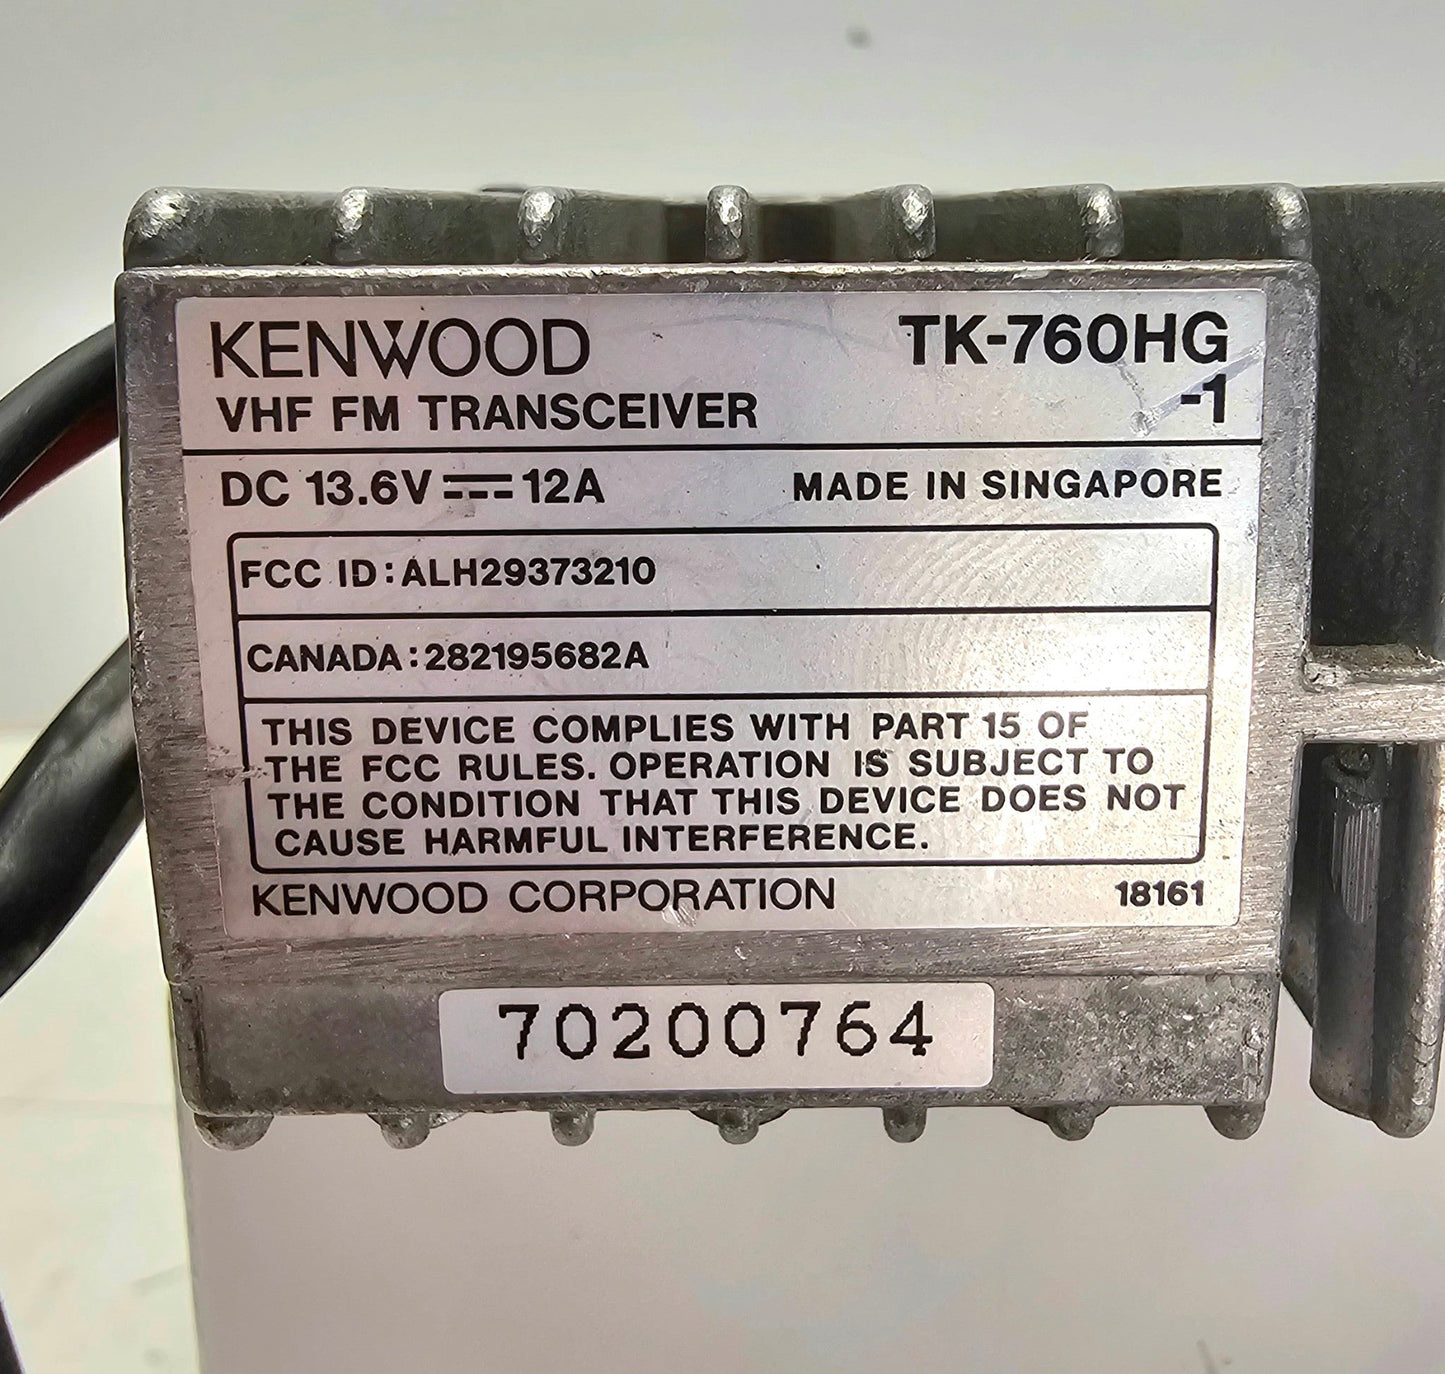 KENWOOD TK-760HG
VHF FM TRANSCEIVER -1
DC 13.6V ⎓ 12A MADE IN SINGAPORE
FCC ID:ALH29373210
CANADA:282195682A
THIS DEVICE COMPLIES WITH PART 15 OF
THE FCC RULES. OPERATION IS SUBJECT TO
THE CONDITION THAT THIS DEVICE DOES NOT
CAUSE HARMFUL INTERFERENCE.
KENWOOD CORPORATION 18161
70200764